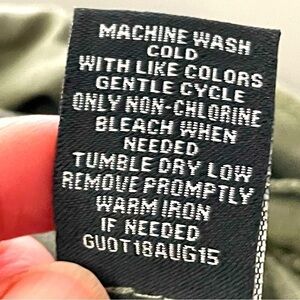 MACHINE WASH
COLD
WITH LIKE COLORS
GENTLE CYCLE
ONLY NON-CHLORINE
BLEACH WHEN
NEEDED
TUMBLE DRY LOW
REMOVE PROMPTLY
WARM IRON
IF NEEDED
GUOT18AUG15